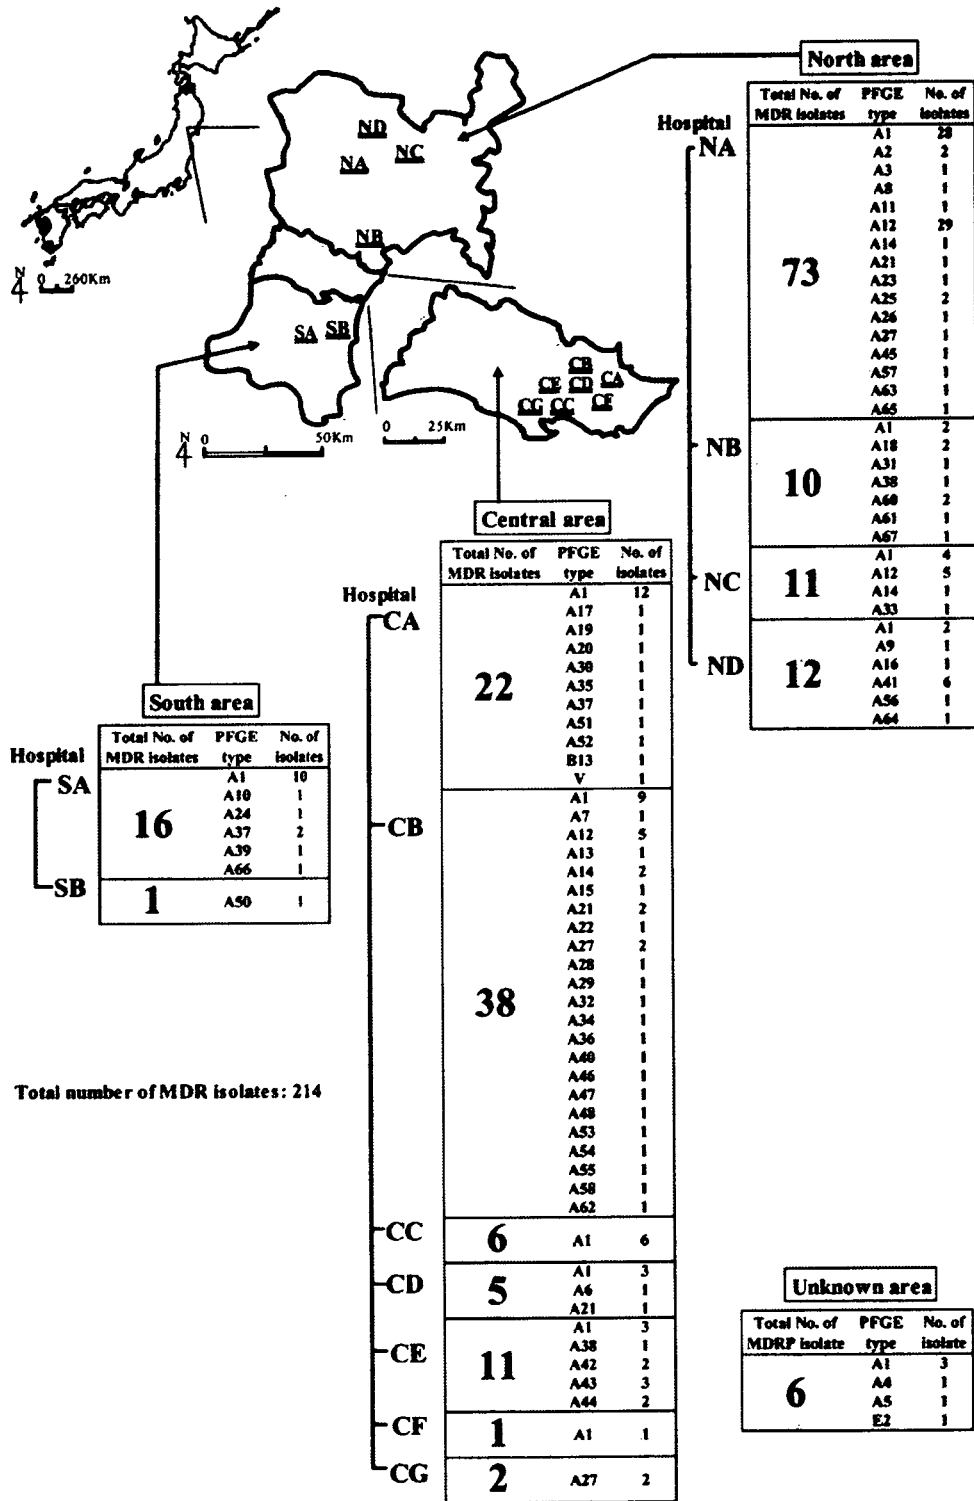 North area
Total No. of MDR isolates PFGE type No. of isolates
Hospital
NA
73
A1 28
A2 2
A3 1
A8 1
A11 1
A12 29
A14 1
A21 1
A23 1
A25 2
A26 1
A27 1
A45 1
A57 1
A63 1
A65 1
NB
10
A1 2
A18 2
A31 1
A38 1
A60 2
A61 1
A67 1
NC
11
A1 4
A12 5
A14 1
A33 1
ND
12
A1 2
A9 1
A16 1
A41 6
A56 1
A64 1
ND
NC
NA
NB
SA SB
CB
CE CD CA
CG CC CF
N
0 260Km
N
0 50Km
0 25Km
Central area
Total No. of MDR isolates PFGE type No. of isolates
Hospital
CA
22
A1 12
A17 1
A19 1
A20 1
A30 1
A35 1
A37 1
A51 1
A52 1
B13 1
V 1
CB
38
A1 9
A7 1
A12 5
A13 1
A14 2
A15 1
A21 2
A22 1
A27 2
A28 1
A29 1
A32 1
A34 1
A36 1
A40 1
A46 1
A47 1
A48 1
A53 1
A54 1
A55 1
A58 1
A62 1
CC
6
A1 6
CD
5
A1 3
A6 1
A21 1
CE
11
A1 3
A38 1
A42 2
A43 3
A44 2
CF
1
A1 1
CG
2
A27 2
South area
Total No. of MDR isolates PFGE type No. of isolates
Hospital
SA
16
A1 10
A10 1
A24 1
A37 2
A39 1
A66 1
SB
1
A50 1
Total number of MDR isolates: 214
Unknown area
Total No. of MDRP isolate PFGE type No. of isolate
6
A1 3
A4 1
A5 1
E2 1